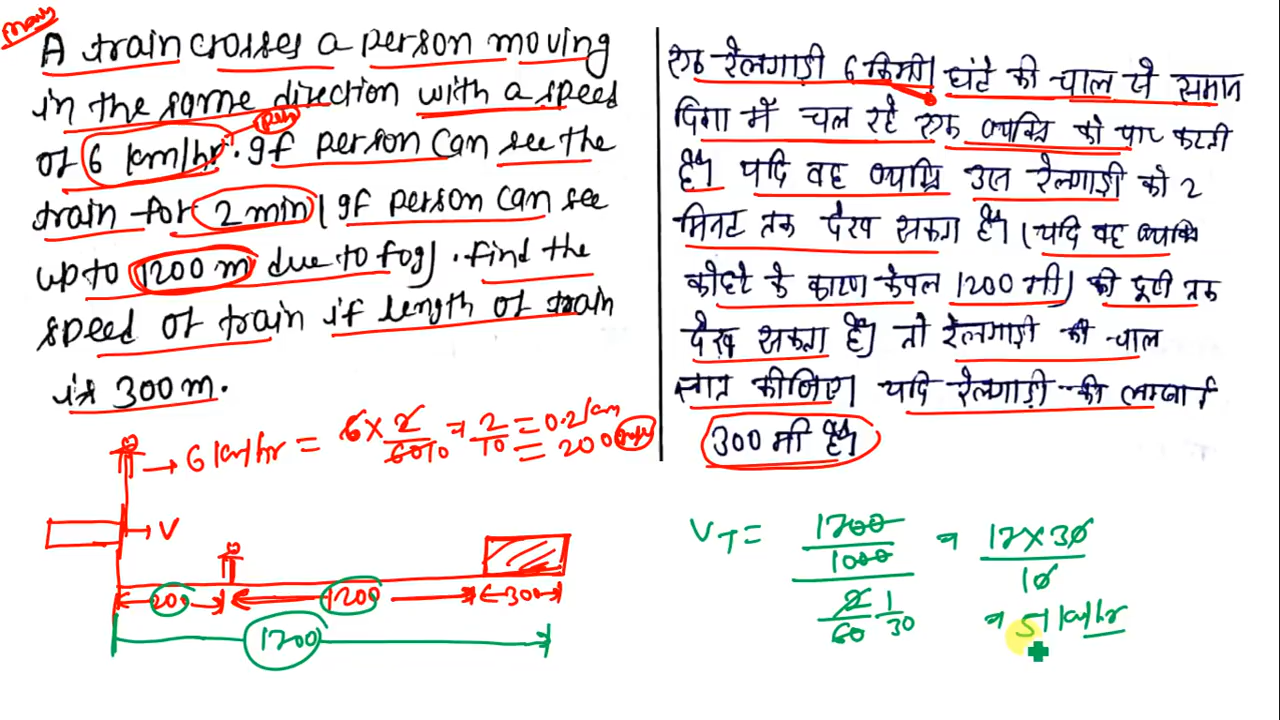 A train crosses a person moving
in the same direction with a speed
of 6 km/hr. If person can see the
train for 2 min (If person can see
up to 1200 m due to fog). find the
speed of train if length of train
is 300 m.
एक रेलगाड़ी 6 किमी/ घंटे की चाल से समान
दिशा में चल रहे एक व्यक्ति को पार करती
है। यदि वह व्यक्ति उस रेलगाड़ी को 2
मिनट तक देख सकता है। (यदि वह व्यक्ति
कोहरे के कारण केवल 1200 मी) की दूरी तक
देख सकता है) तो रेलगाड़ी की चाल
ज्ञात कीजिए। यदि रेलगाड़ी की लम्बाई
300 मी है।
→ 6 km/hr = 6 × 2/60 10 = 2/10 = 0.2 km
= 200
→ V
200 1200 300
1700
V_T = 1700/1000 / 2/60 1/30 = 17×30/10
= 51 km/hr